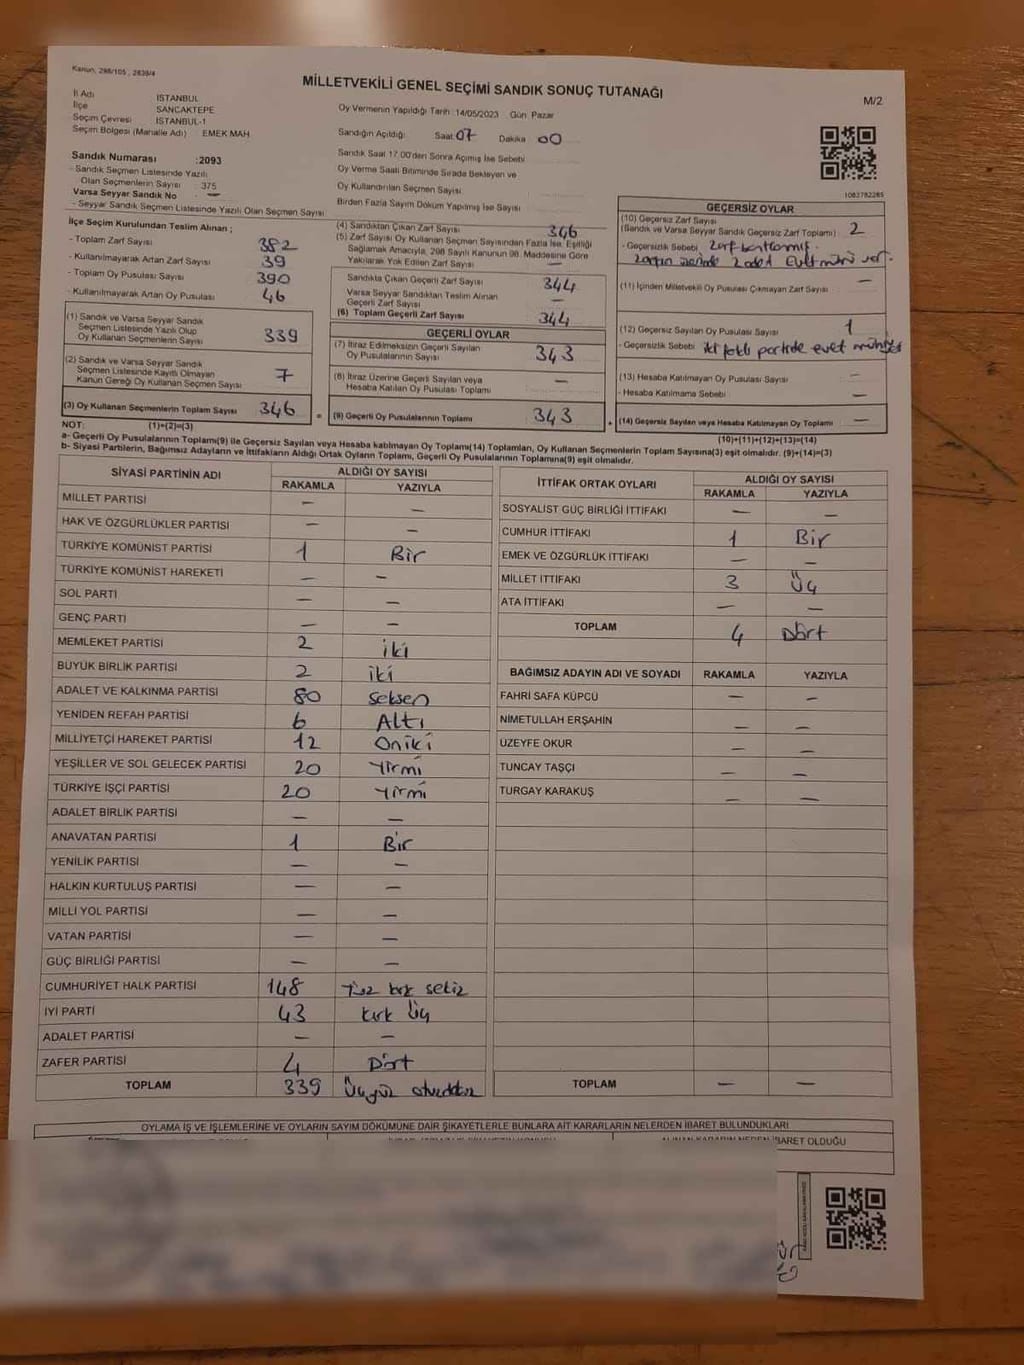 Kanun, 298/105 , 2839/4
MİLLETVEKİLİ GENEL SEÇİMİ SANDIK SONUÇ TUTANAĞI
M/2
İl Adı İSTANBUL
İlçe SANCAKTEPE
Seçim Çevresi İSTANBUL-1
Seçim Bölgesi (Mahalle Adı) EMEK MAH.
Oy Vermenin Yapıldığı Tarih 14/05/2023 Gün Pazar
Sandığın Açıldığı Saat 07 Dakika 00
Sandık Saat 17.00'den Sonra Açılmış İse Sebebi
Oy Verme Saati Bitiminde Sırada Bekleyen ve
Oy Kullandırılan Seçmen Sayısı
Birden Fazla Sayım Döküm Yapılmış İse Sayısı
1082782285
Sandık Numarası :2093
- Sandık Seçmen Listesinde Yazılı
Olan Seçmenlerin Sayısı : 375
Varsa Seyyar Sandık No : —
- Seyyar Sandık Seçmen Listesinde Yazılı Olan Seçmen Sayısı
İlçe Seçim Kurulundan Teslim Alınan ;
- Toplam Zarf Sayısı 382
- Kullanılmayarak Artan Zarf Sayısı 39
- Toplam Oy Pusulası Sayısı 390
- Kullanılmayarak Artan Oy Pusulası 46
(1) Sandık ve Varsa Seyyar Sandık
Seçmen Listesinde Yazılı Olup
Oy Kullanan Seçmenlerin Sayısı 339
(2) Sandık ve Varsa Seyyar Sandık
Seçmen Listesinde Kayıtlı Olmayan
Kanun Gereği Oy Kullanan Seçmen Sayısı 7
(3) Oy Kullanan Seçmenlerin Toplam Sayısı 346
(1)+(2)=(3)
(4) Sandıktan Çıkan Zarf Sayısı 346
(5) Zarf Sayısı Oy Kullanan Seçmen Sayısından Fazla İse, Eşitliği
Sağlamak Amacıyla, 298 Sayılı Kanunun 98. Maddesine Göre
Yakılarak Yok Edilen Zarf Sayısı —
Sandıkta Çıkan Geçerli Zarf Sayısı 344
Varsa Seyyar Sandıktan Teslim Alınan
Geçerli Zarf Sayısı —
(6) Toplam Geçerli Zarf Sayısı 344
GEÇERLİ OYLAR
(7) İtiraz Edilmeksizin Geçerli Sayılan
Oy Pusulalarının Sayısı 343
(8) İtiraz Üzerine Geçerli Sayılan veya
Hesaba Katılan Oy Pusulası Toplamı —
= (9) Geçerli Oy Pusulalarının Toplamı 343
GEÇERSİZ OYLAR
(10) Geçersiz Zarf Sayısı
(Sandık ve Varsa Seyyar Sandık Geçersiz Zarf Toplamı) 2
- Geçersizlik Sebebi : Zarf
2 adet Evet mührü var.
(11) İçinden Milletvekili Oy Pusulası Çıkmayan Zarf Sayısı —
(12) Geçersiz Sayılan Oy Pusulası Sayısı 1
- Geçersizlik Sebebi iki farklı partide evet mührü
(13) Hesaba Katılmayan Oy Pusulası Sayısı —
- Hesaba Katılmama Sebebi —
+ (14) Geçersiz Sayılan veya Hesaba Katılmayan Oy Toplamı —
(10)+(11)+(12)+(13)=(14)
NOT:
a- Geçerli Oy Pusulalarının Toplamı(9) ile Geçersiz Sayılan veya Hesaba katılmayan Oy Toplamı(14) Toplamları, Oy Kullanan Seçmenlerin Toplam Sayısına(3) eşit olmalıdır. (9)+(14)=(3)
b- Siyasi Partilerin, Bağımsız Adayların ve İttifakların Aldığı Ortak Oyların Toplamı, Geçerli Oy Pusulalarının Toplamına(9) eşit olmalıdır.
SİYASİ PARTİNİN ADI ALDIĞI OY SAYISI
RAKAMLA YAZIYLA
MİLLET PARTİSİ — —
HAK VE ÖZGÜRLÜKLER PARTİSİ — —
TÜRKİYE KOMÜNİST PARTİSİ 1 Bir
TÜRKİYE KOMÜNİST HAREKETİ — —
SOL PARTİ — —
GENÇ PARTİ — —
MEMLEKET PARTİSİ 2 iki
BÜYÜK BİRLİK PARTİSİ 2 iki
ADALET VE KALKINMA PARTİSİ 80 Seksen
YENİDEN REFAH PARTİSİ 6 Altı
MİLLİYETÇİ HAREKET PARTİSİ 12 Oniki
YEŞİLLER VE SOL GELECEK PARTİSİ 20 Yirmi
TÜRKİYE İŞÇİ PARTİSİ 20 Yirmi
ADALET BİRLİK PARTİSİ — —
ANAVATAN PARTİSİ 1 Bir
YENİLİK PARTİSİ — —
HALKIN KURTULUŞ PARTİSİ — —
MİLLİ YOL PARTİSİ — —
VATAN PARTİSİ — —
GÜÇ BİRLİĞİ PARTİSİ — —
CUMHURİYET HALK PARTİSİ 148 Yüz kırk sekiz
İYİ PARTİ 43 kırk üç
ADALET PARTİSİ — —
ZAFER PARTİSİ 4 Dört
TOPLAM 339 Üçyüz otuzdokuz
İTTİFAK ORTAK OYLARI ALDIĞI OY SAYISI
RAKAMLA YAZIYLA
SOSYALİST GÜÇ BİRLİĞİ İTTİFAKI — —
CUMHUR İTTİFAKI 1 Bir
EMEK VE ÖZGÜRLÜK İTTİFAKI — —
MİLLET İTTİFAKI 3 Üç
ATA İTTİFAKI — —
TOPLAM 4 Dört
BAĞIMSIZ ADAYIN ADI VE SOYADI RAKAMLA YAZIYLA
FAHRİ SAFA KÜPCÜ — —
NİMETULLAH ERŞAHİN — —
ÜZEYFE OKUR — —
TUNCAY TAŞÇI — —
TURGAY KARAKUŞ — —
TOPLAM — —
OYLAMA İŞ VE İŞLEMLERİNE VE OYLARIN SAYIM DÖKÜMÜNE DAİR ŞİKAYETLERLE BUNLARA AİT KARARLARIN NELERDEN İBARET BULUNDUKLARI
İBARET OLDUĞU